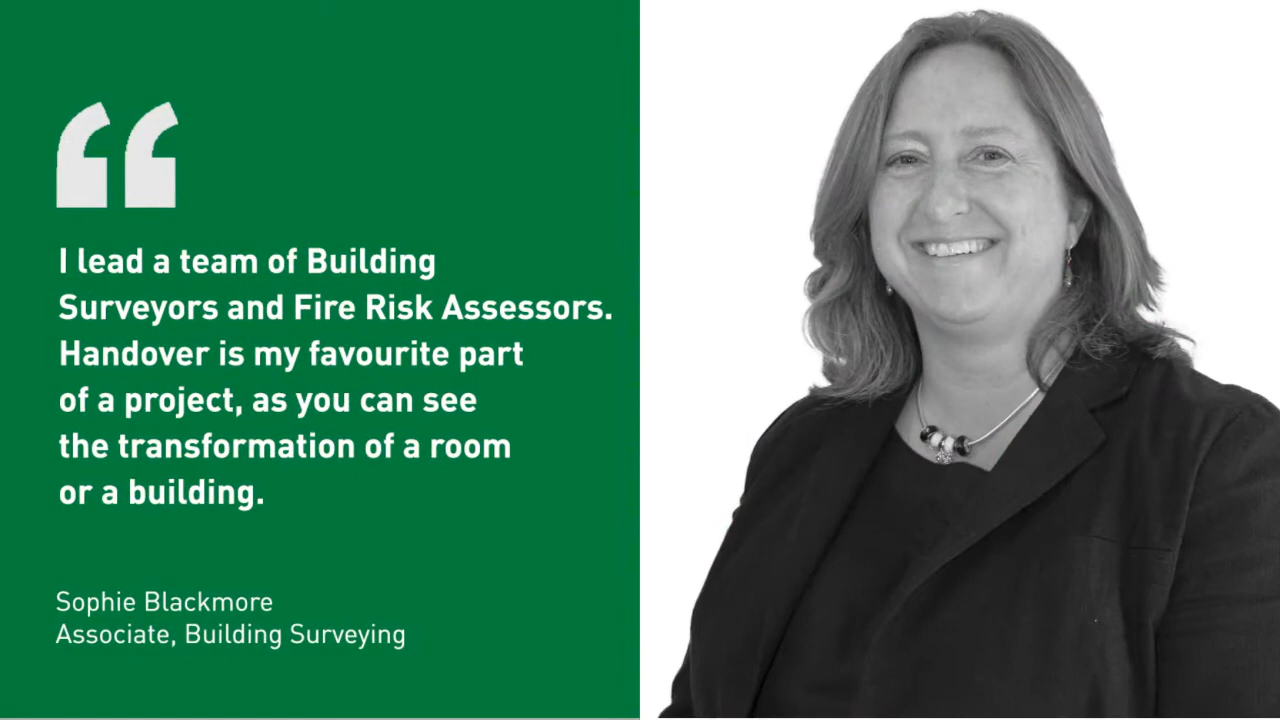 “
I lead a team of Building
Surveyors and Fire Risk Assessors.
Handover is my favourite part
of a project, as you can see
the transformation of a room
or a building.
Sophie Blackmore
Associate, Building Surveying